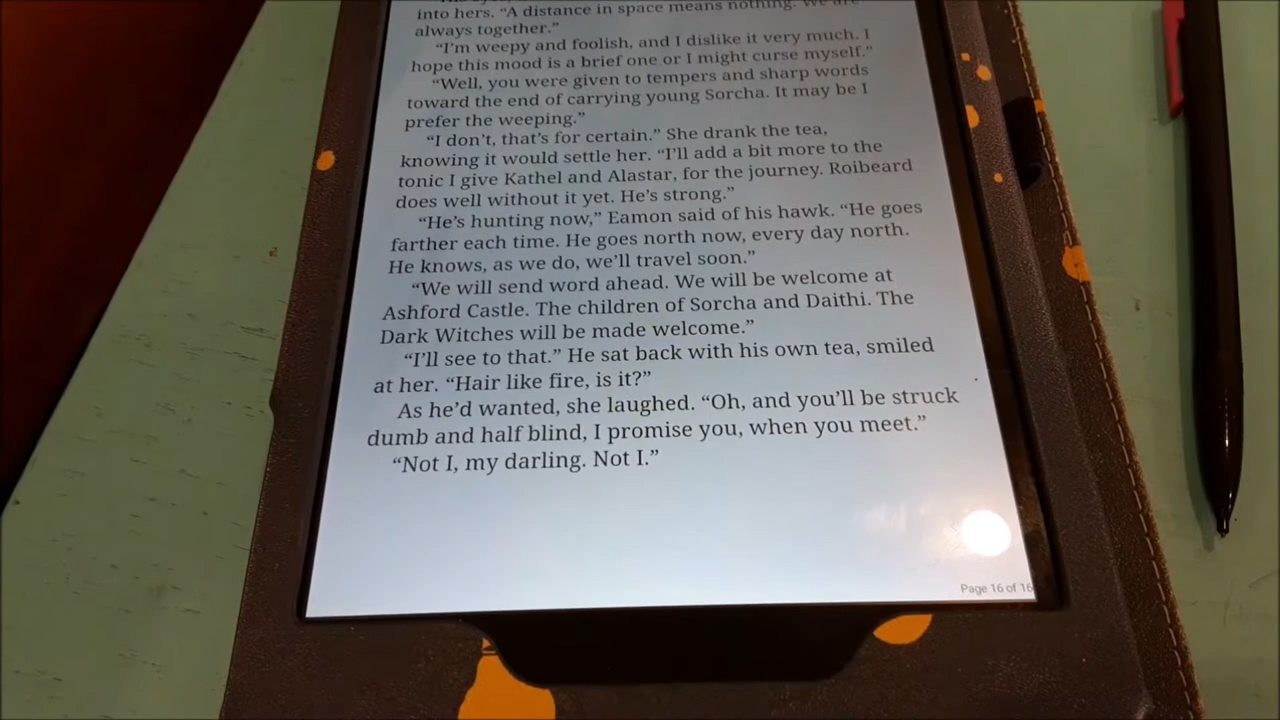 into hers. “A distance in space means nothing. We are
always together.”
“I’m weepy and foolish, and I dislike it very much. I
hope this mood is a brief one or I might curse myself.”
“Well, you were given to tempers and sharp words
toward the end of carrying young Sorcha. It may be I
prefer the weeping.”
“I don’t, that’s for certain.” She drank the tea,
knowing it would settle her. “I’ll add a bit more to the
tonic I give Kathel and Alastar, for the journey. Roibeard
does well without it yet. He’s strong.”
“He’s hunting now,” Eamon said of his hawk. “He goes
farther each time. He goes north now, every day north.
He knows, as we do, we’ll travel soon.”
“We will send word ahead. We will be welcome at
Ashford Castle. The children of Sorcha and Daithi. The
Dark Witches will be made welcome.”
“I’ll see to that.” He sat back with his own tea, smiled
at her. “Hair like fire, is it?”
As he’d wanted, she laughed. “Oh, and you’ll be struck
dumb and half blind, I promise you, when you meet.”
“Not I, my darling. Not I.”
Page 16 of 16